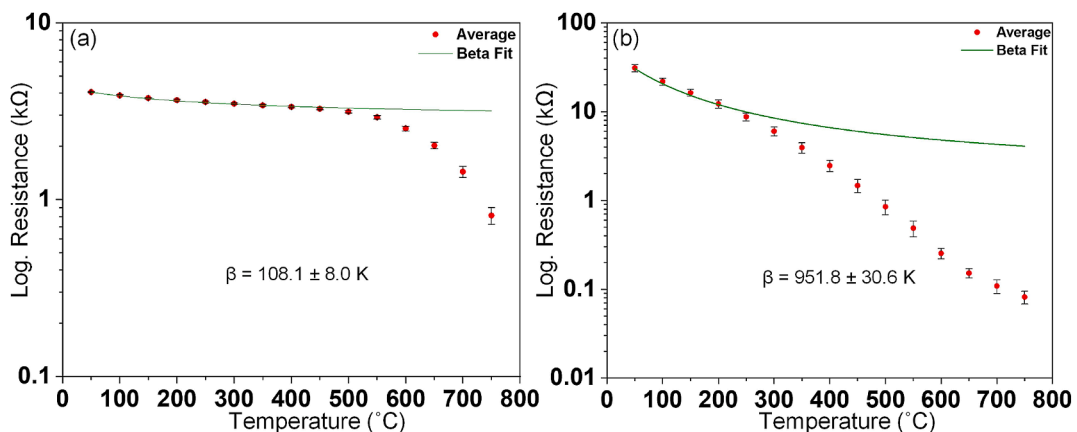 (a)
Average
Beta Fit
10
1
0.1
Log. Resistance (kΩ)
β = 108.1 ± 8.0 K
0 100 200 300 400 500 600 700 800
Temperature (˚C)
(b)
Average
Beta Fit
100
10
1
0.1
0.01
Log. Resistance (kΩ)
β = 951.8 ± 30.6 K
0 100 200 300 400 500 600 700 800
Temperature (˚C)